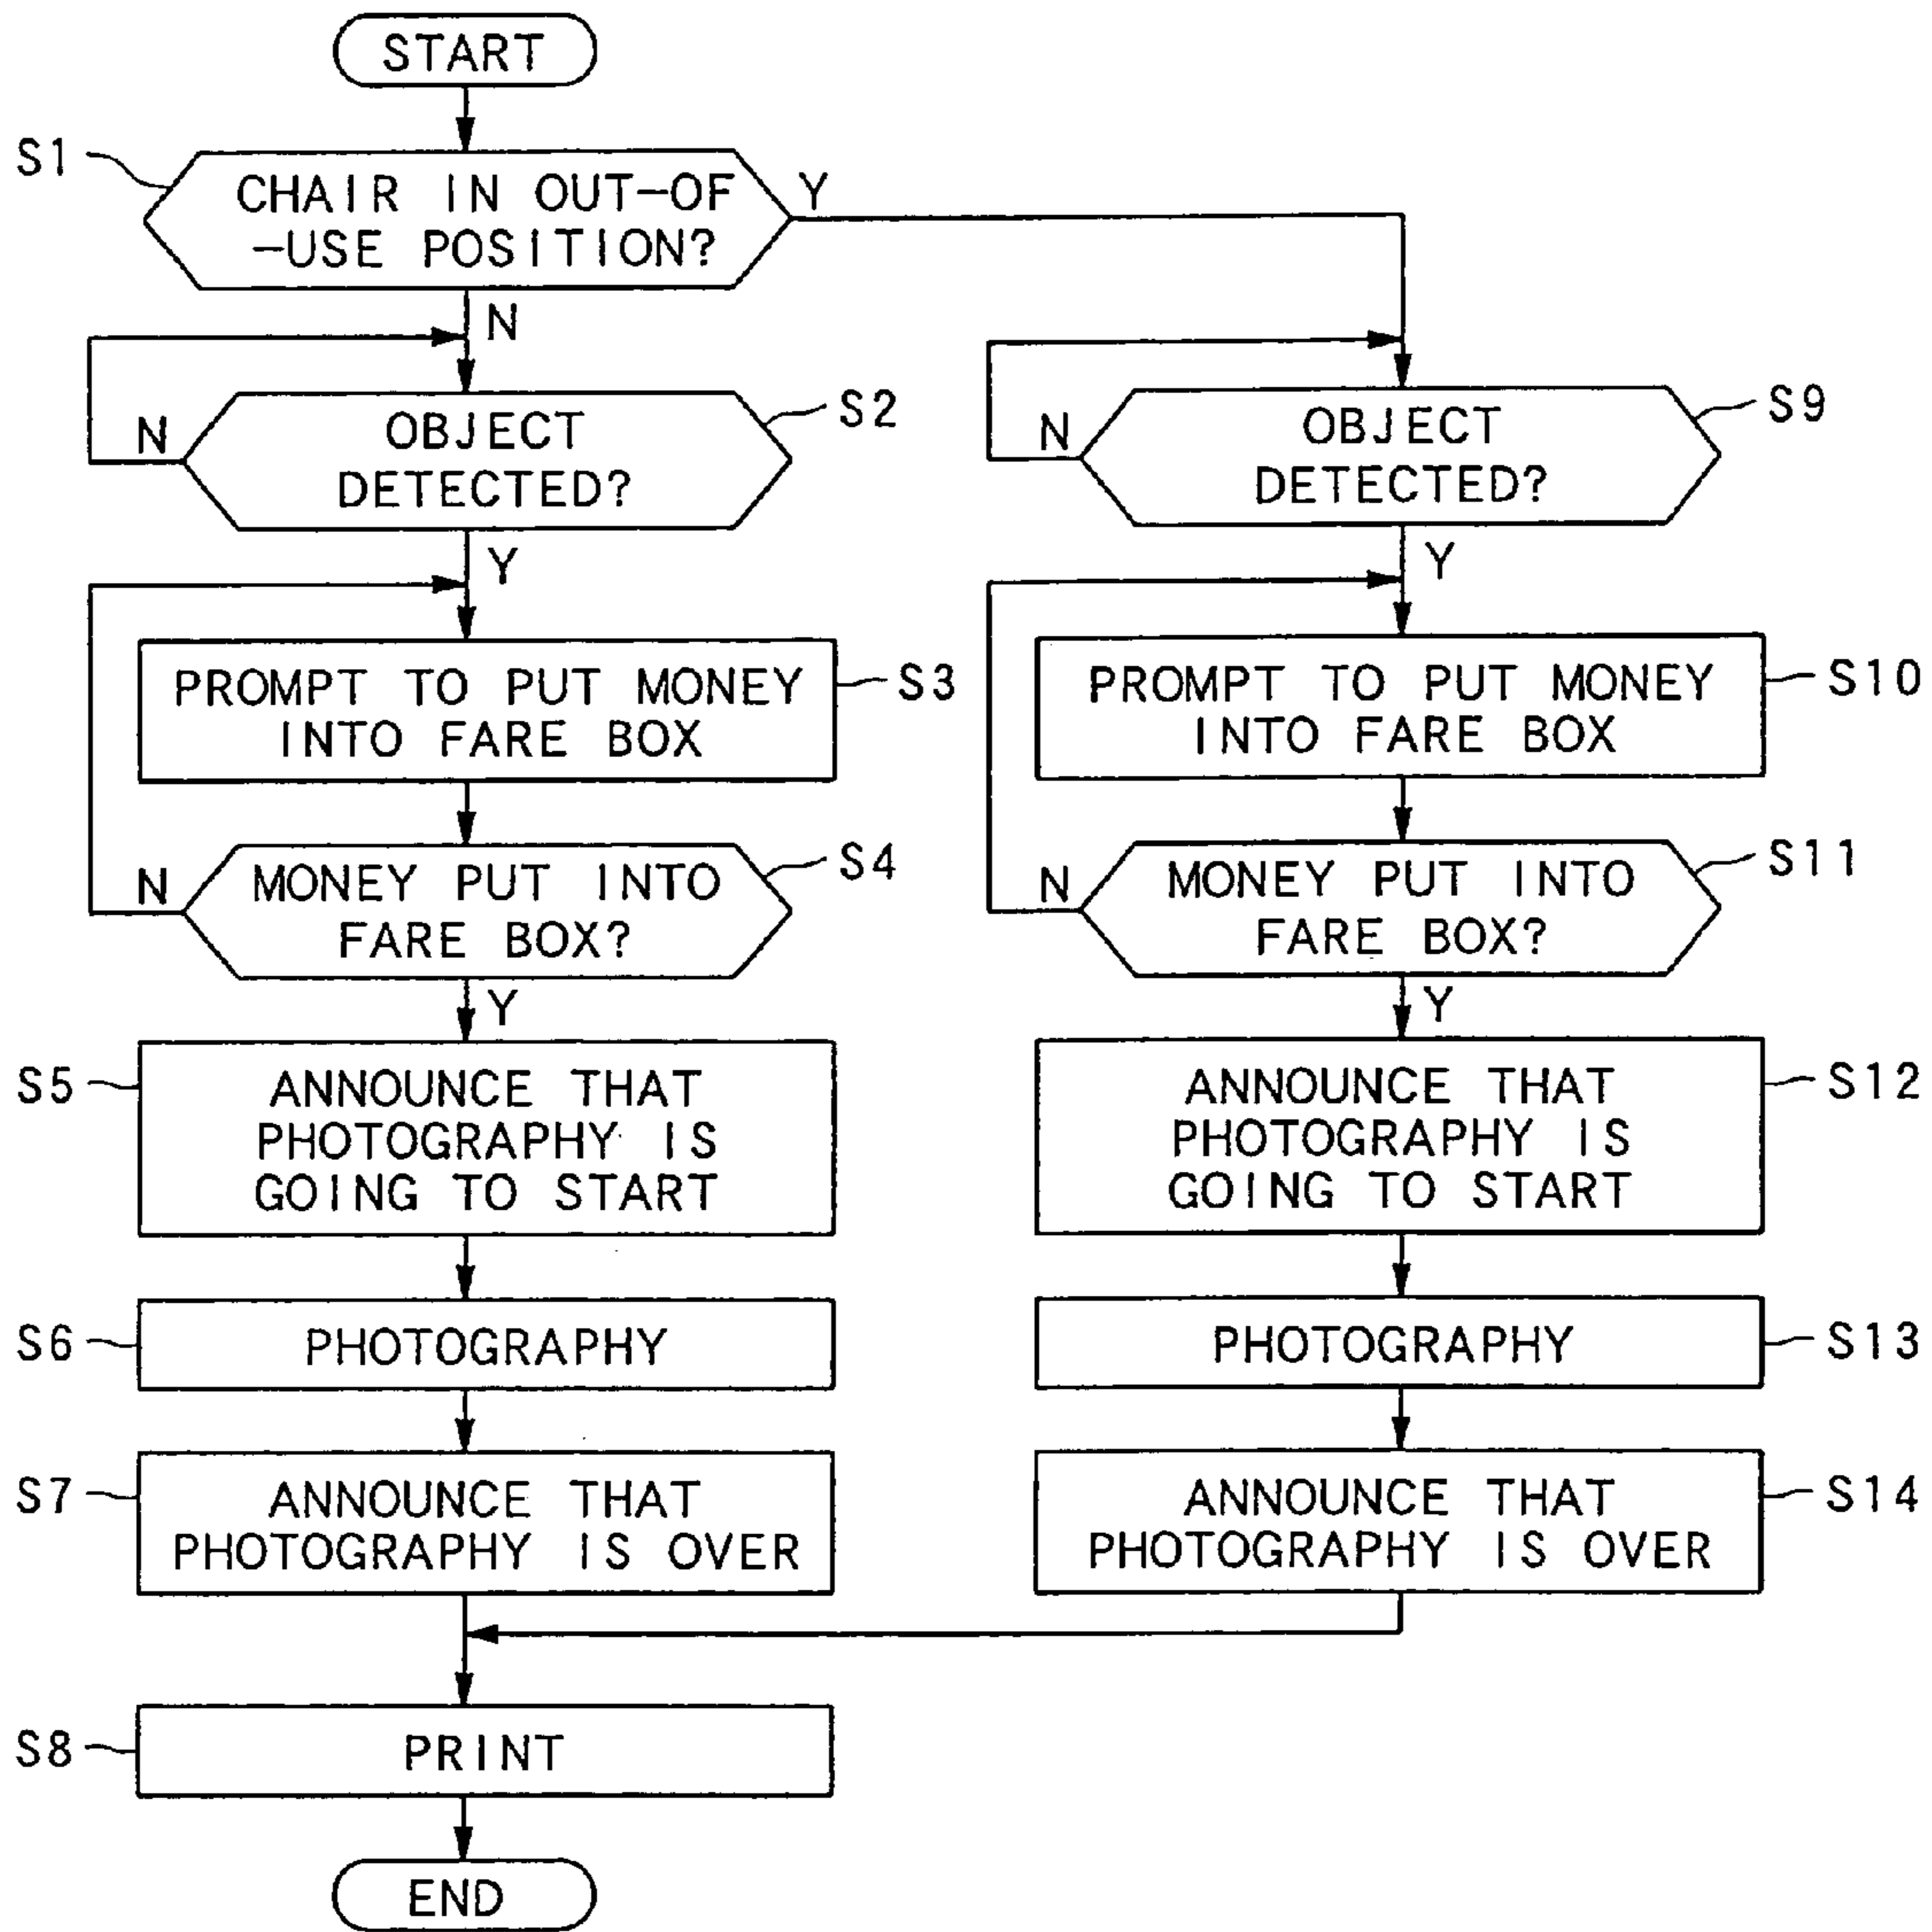 START
S1
CHAIR IN OUT-OF
-USE POSITION?
Y
N
N
OBJECT
DETECTED?
S2
Y
PROMPT TO PUT MONEY
INTO FARE BOX
S3
N
MONEY PUT INTO
FARE BOX?
S4
Y
S5
ANNOUNCE THAT
PHOTOGRAPHY IS
GOING TO START
S6
PHOTOGRAPHY
S7
ANNOUNCE THAT
PHOTOGRAPHY IS OVER
S8
PRINT
END
N
OBJECT
DETECTED?
S9
Y
PROMPT TO PUT MONEY
INTO FARE BOX
S10
N
MONEY PUT INTO
FARE BOX?
S11
Y
ANNOUNCE THAT
PHOTOGRAPHY IS
GOING TO START
S12
PHOTOGRAPHY
S13
ANNOUNCE THAT
PHOTOGRAPHY IS OVER
S14